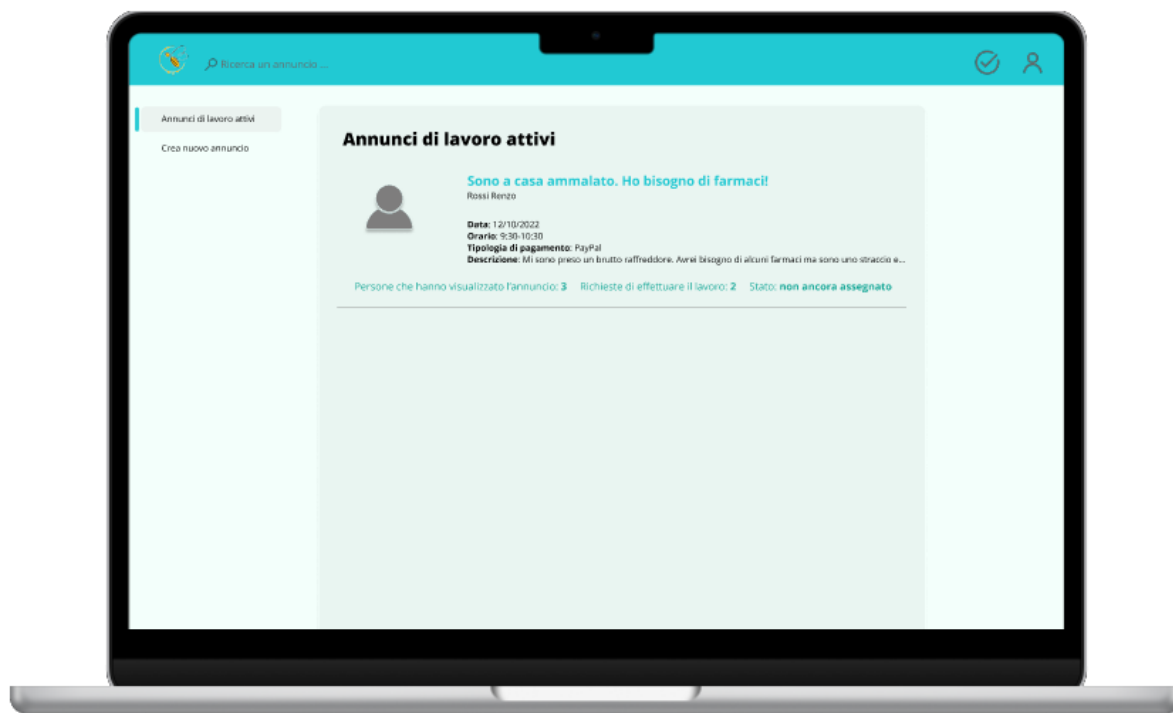 Ricerca un annuncio ...
Annunci di lavoro attivi
Crea nuovo annuncio
Annunci di lavoro attivi
Sono a casa ammalato. Ho bisogno di farmaci!
Rossi Renzo
Data: 12/10/2022
Orario: 9:30-10:30
Tipologia di pagamento: PayPal
Descrizione: Mi sono preso un brutto raffreddore. Avrei bisogno di alcuni farmaci ma sono uno straccio e...
Persone che hanno visualizzato l'annuncio: 3 Richieste di effettuare il lavoro: 2 Stato: non ancora assegnato